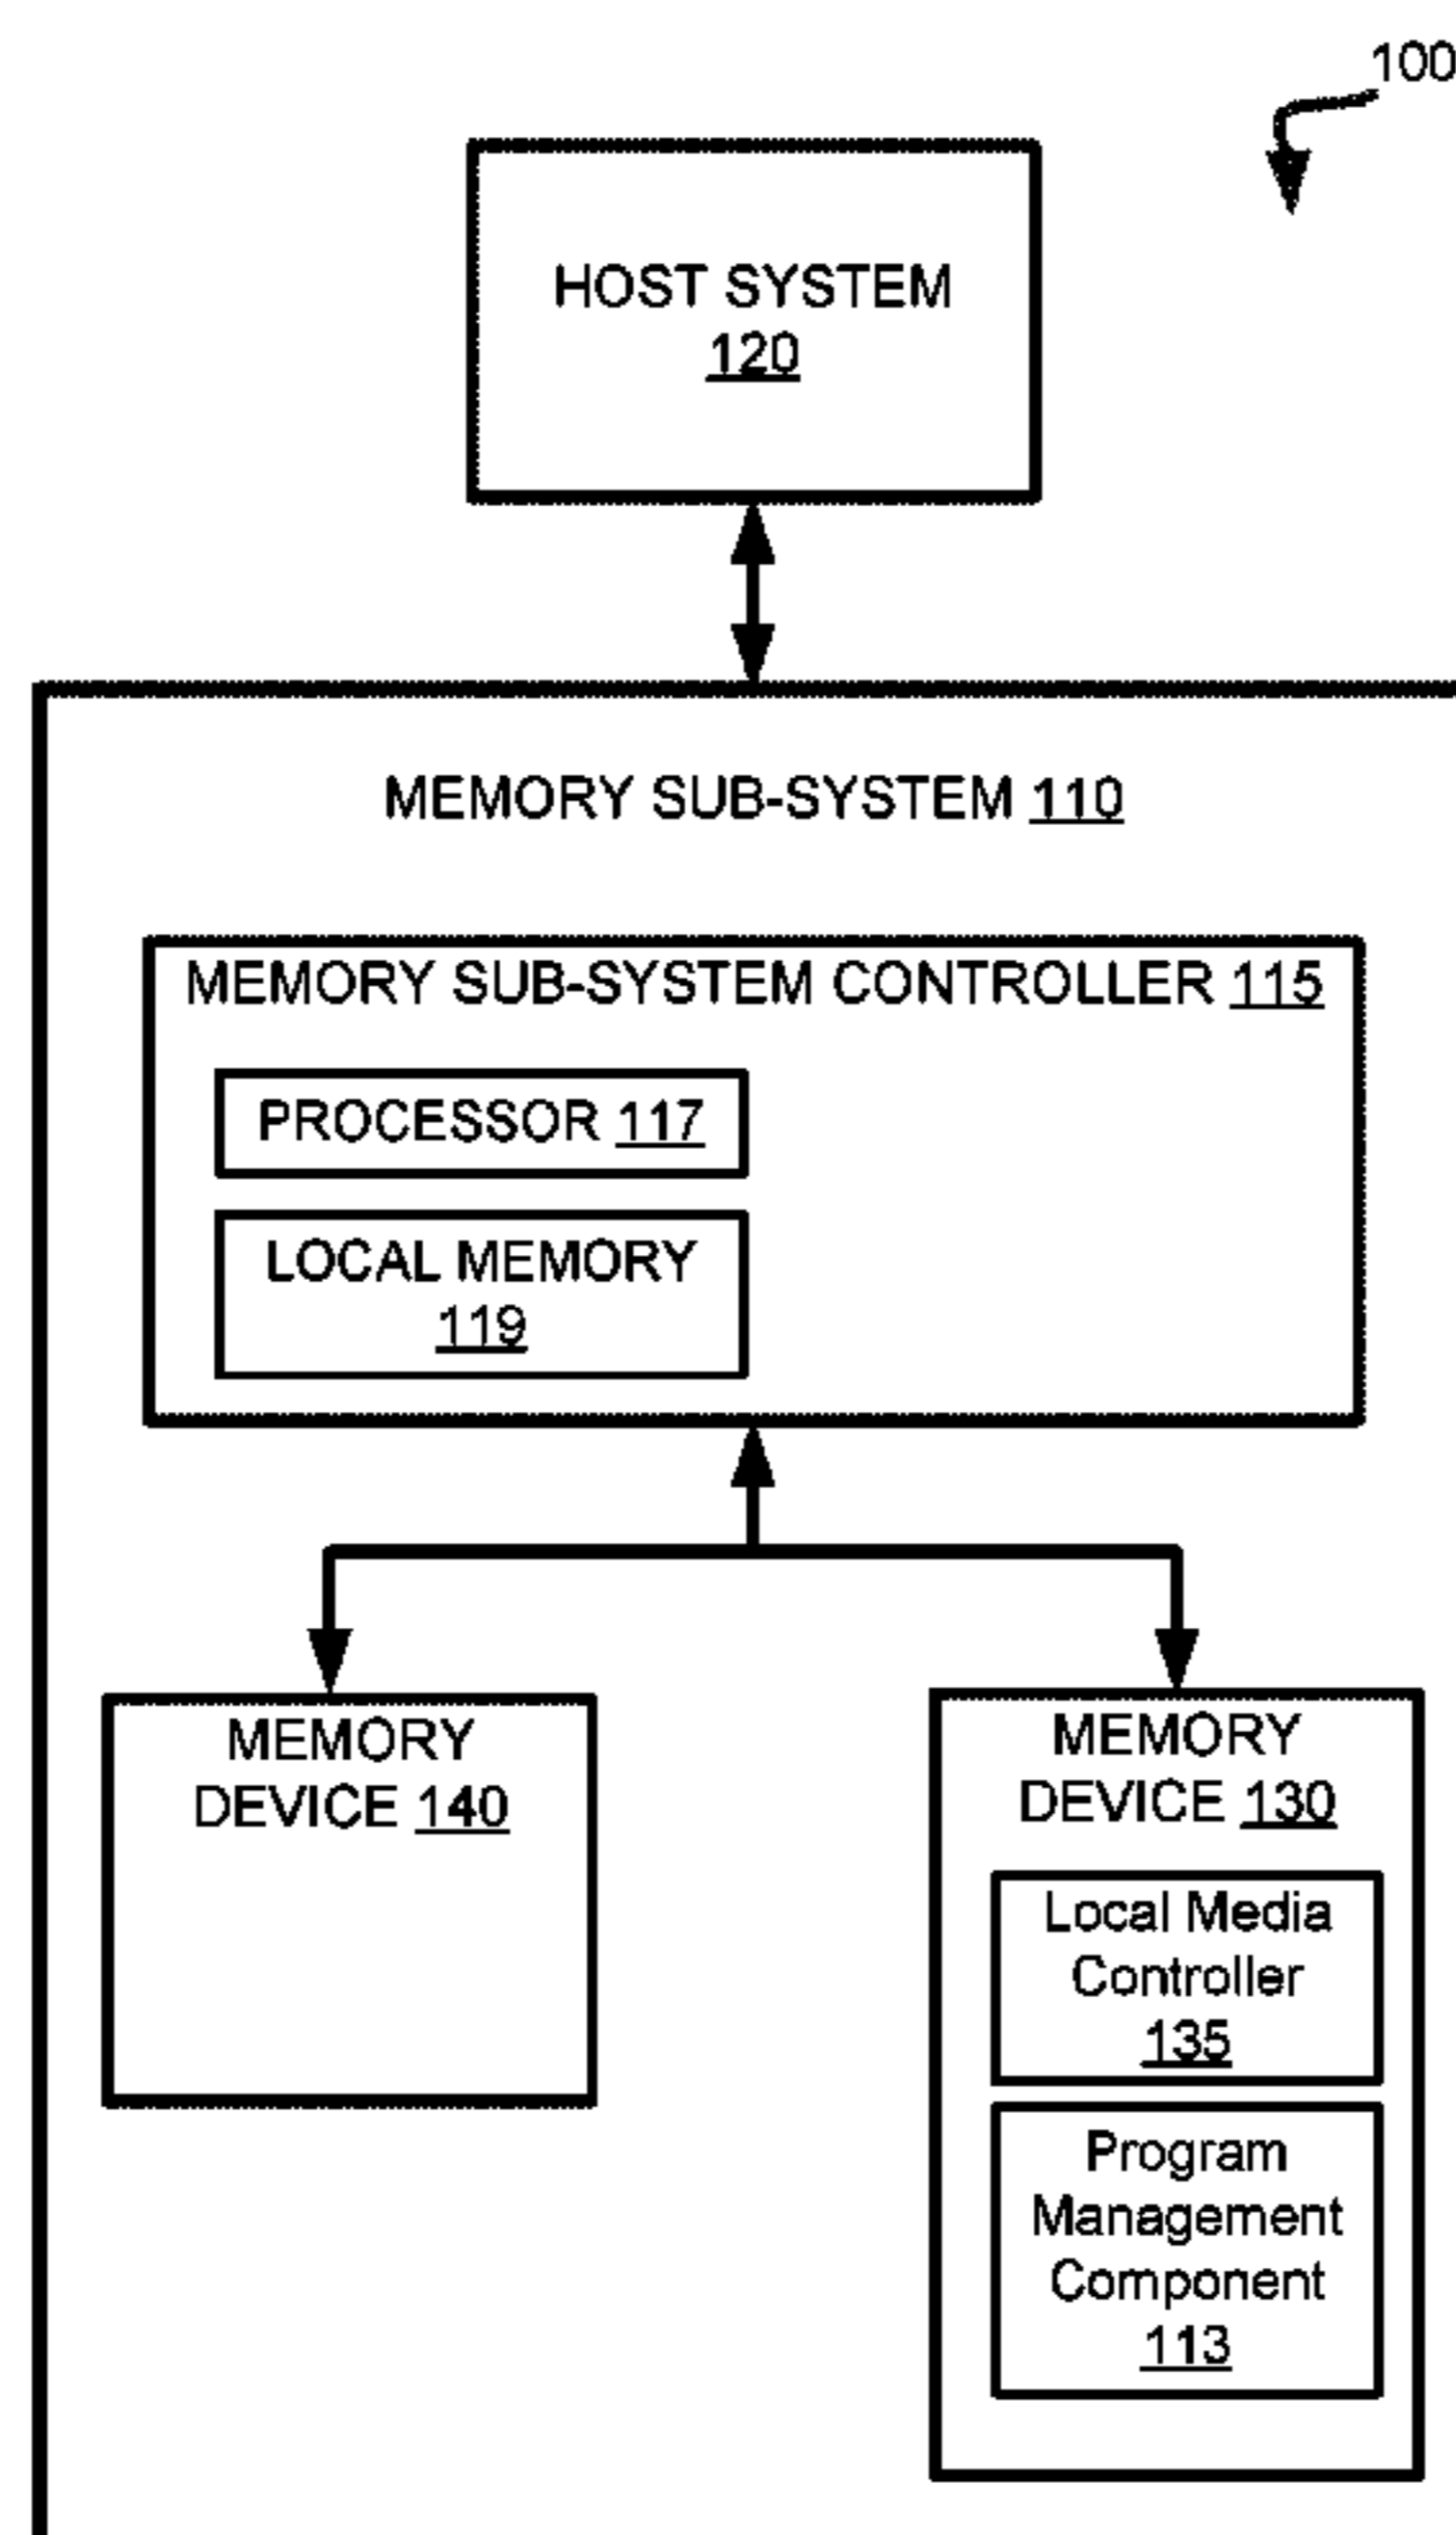 100
HOST SYSTEM
120
MEMORY SUB-SYSTEM 110
MEMORY SUB-SYSTEM CONTROLLER 115
PROCESSOR 117
LOCAL MEMORY
119
MEMORY
DEVICE 140
MEMORY
DEVICE 130
Local Media
Controller
135
Program
Management
Component
113